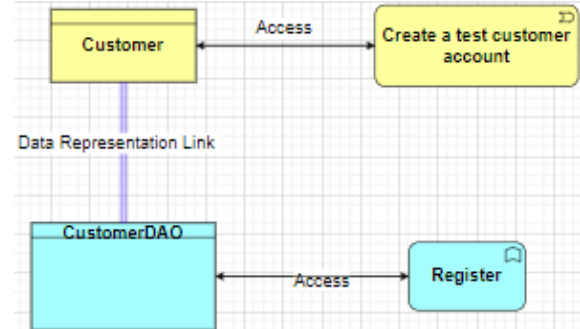 Customer
Access
Create a test customer
account
Data Representation Link
CustomerDAO
Access
Register